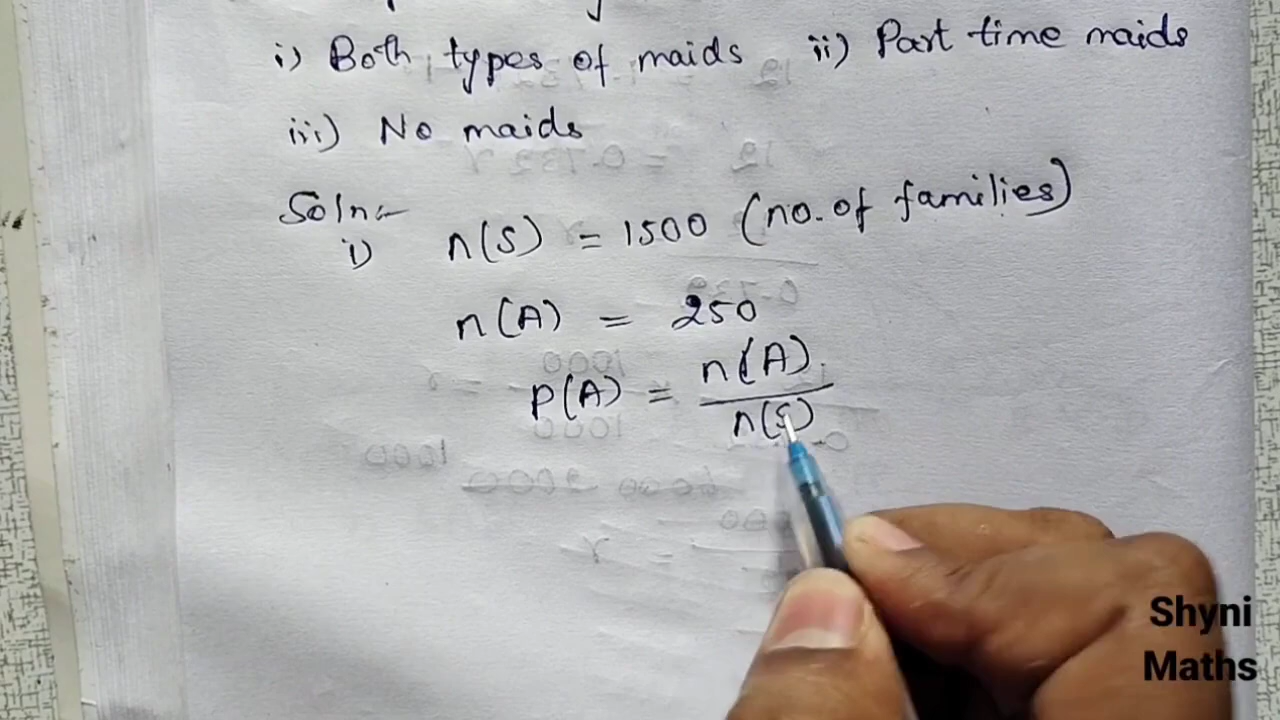 i) Both types of maids ii) Part time maids
iii) No maids
Soln:-
i) n(S) = 1500 (no. of families)
n(A) = 250
P(A) = n(A)
n(S)
Shyni
Maths